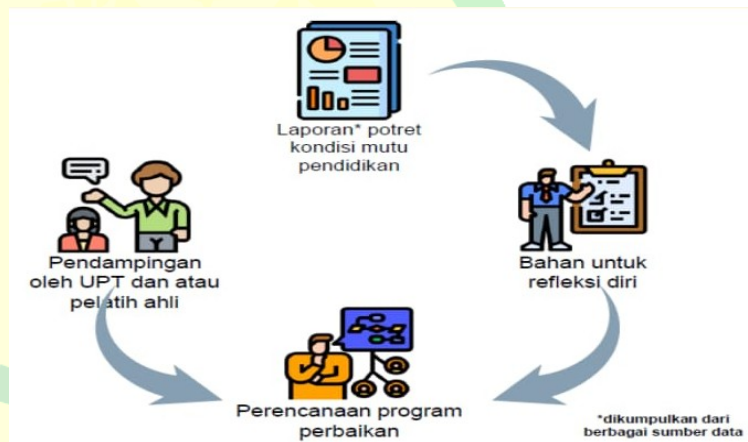 Laporan* potret
kondisi mutu
pendidikan
Pendampingan
oleh UPT dan atau
pelatih ahli
Bahan untuk
refleksi diri
Perencanaan program
perbaikan
*dikumpulkan dari
berbagai sumber data